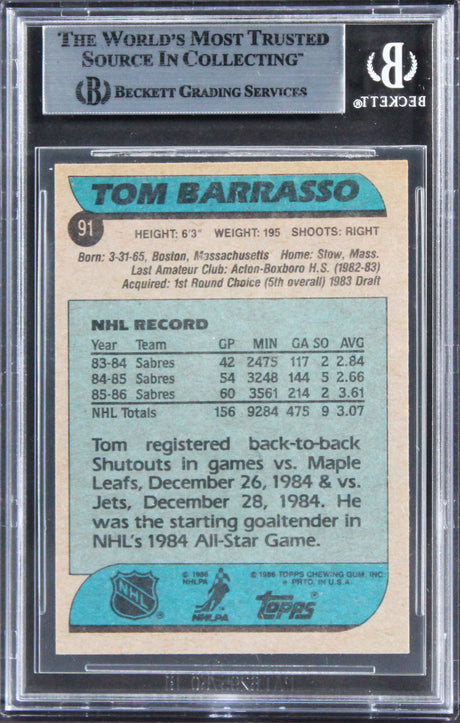 THE WORLD'S MOST TRUSTED
SOURCE IN COLLECTING™
B BECKETT GRADING SERVICES
B
BECKETT®
TOM BARRASSO
91
HEIGHT: 6'3" WEIGHT: 195 SHOOTS: RIGHT
Born: 3-31-65, Boston, Massachusetts Home: Stow, Mass.
Last Amateur Club: Acton-Boxboro H.S. (1982-83)
Acquired: 1st Round Choice (5th overall) 1983 Draft
NHL RECORD
Year Team GP MIN GA SO AVG
83-84 Sabres 42 2475 117 2 2.84
84-85 Sabres 54 3248 144 5 2.66
85-86 Sabres 60 3561 214 2 3.61
NHL Totals 156 9284 475 9 3.07
Tom registered back-to-back
Shutouts in games vs. Maple
Leafs, December 26, 1984 & vs.
Jets, December 28, 1984. He
was the starting goaltender in
NHL's 1984 All-Star Game.
NHL
© 1986
NHLPA
NHLPA
© 1986 TOPPS CHEWING GUM, INC
PRTD. IN U.S.A.
topps